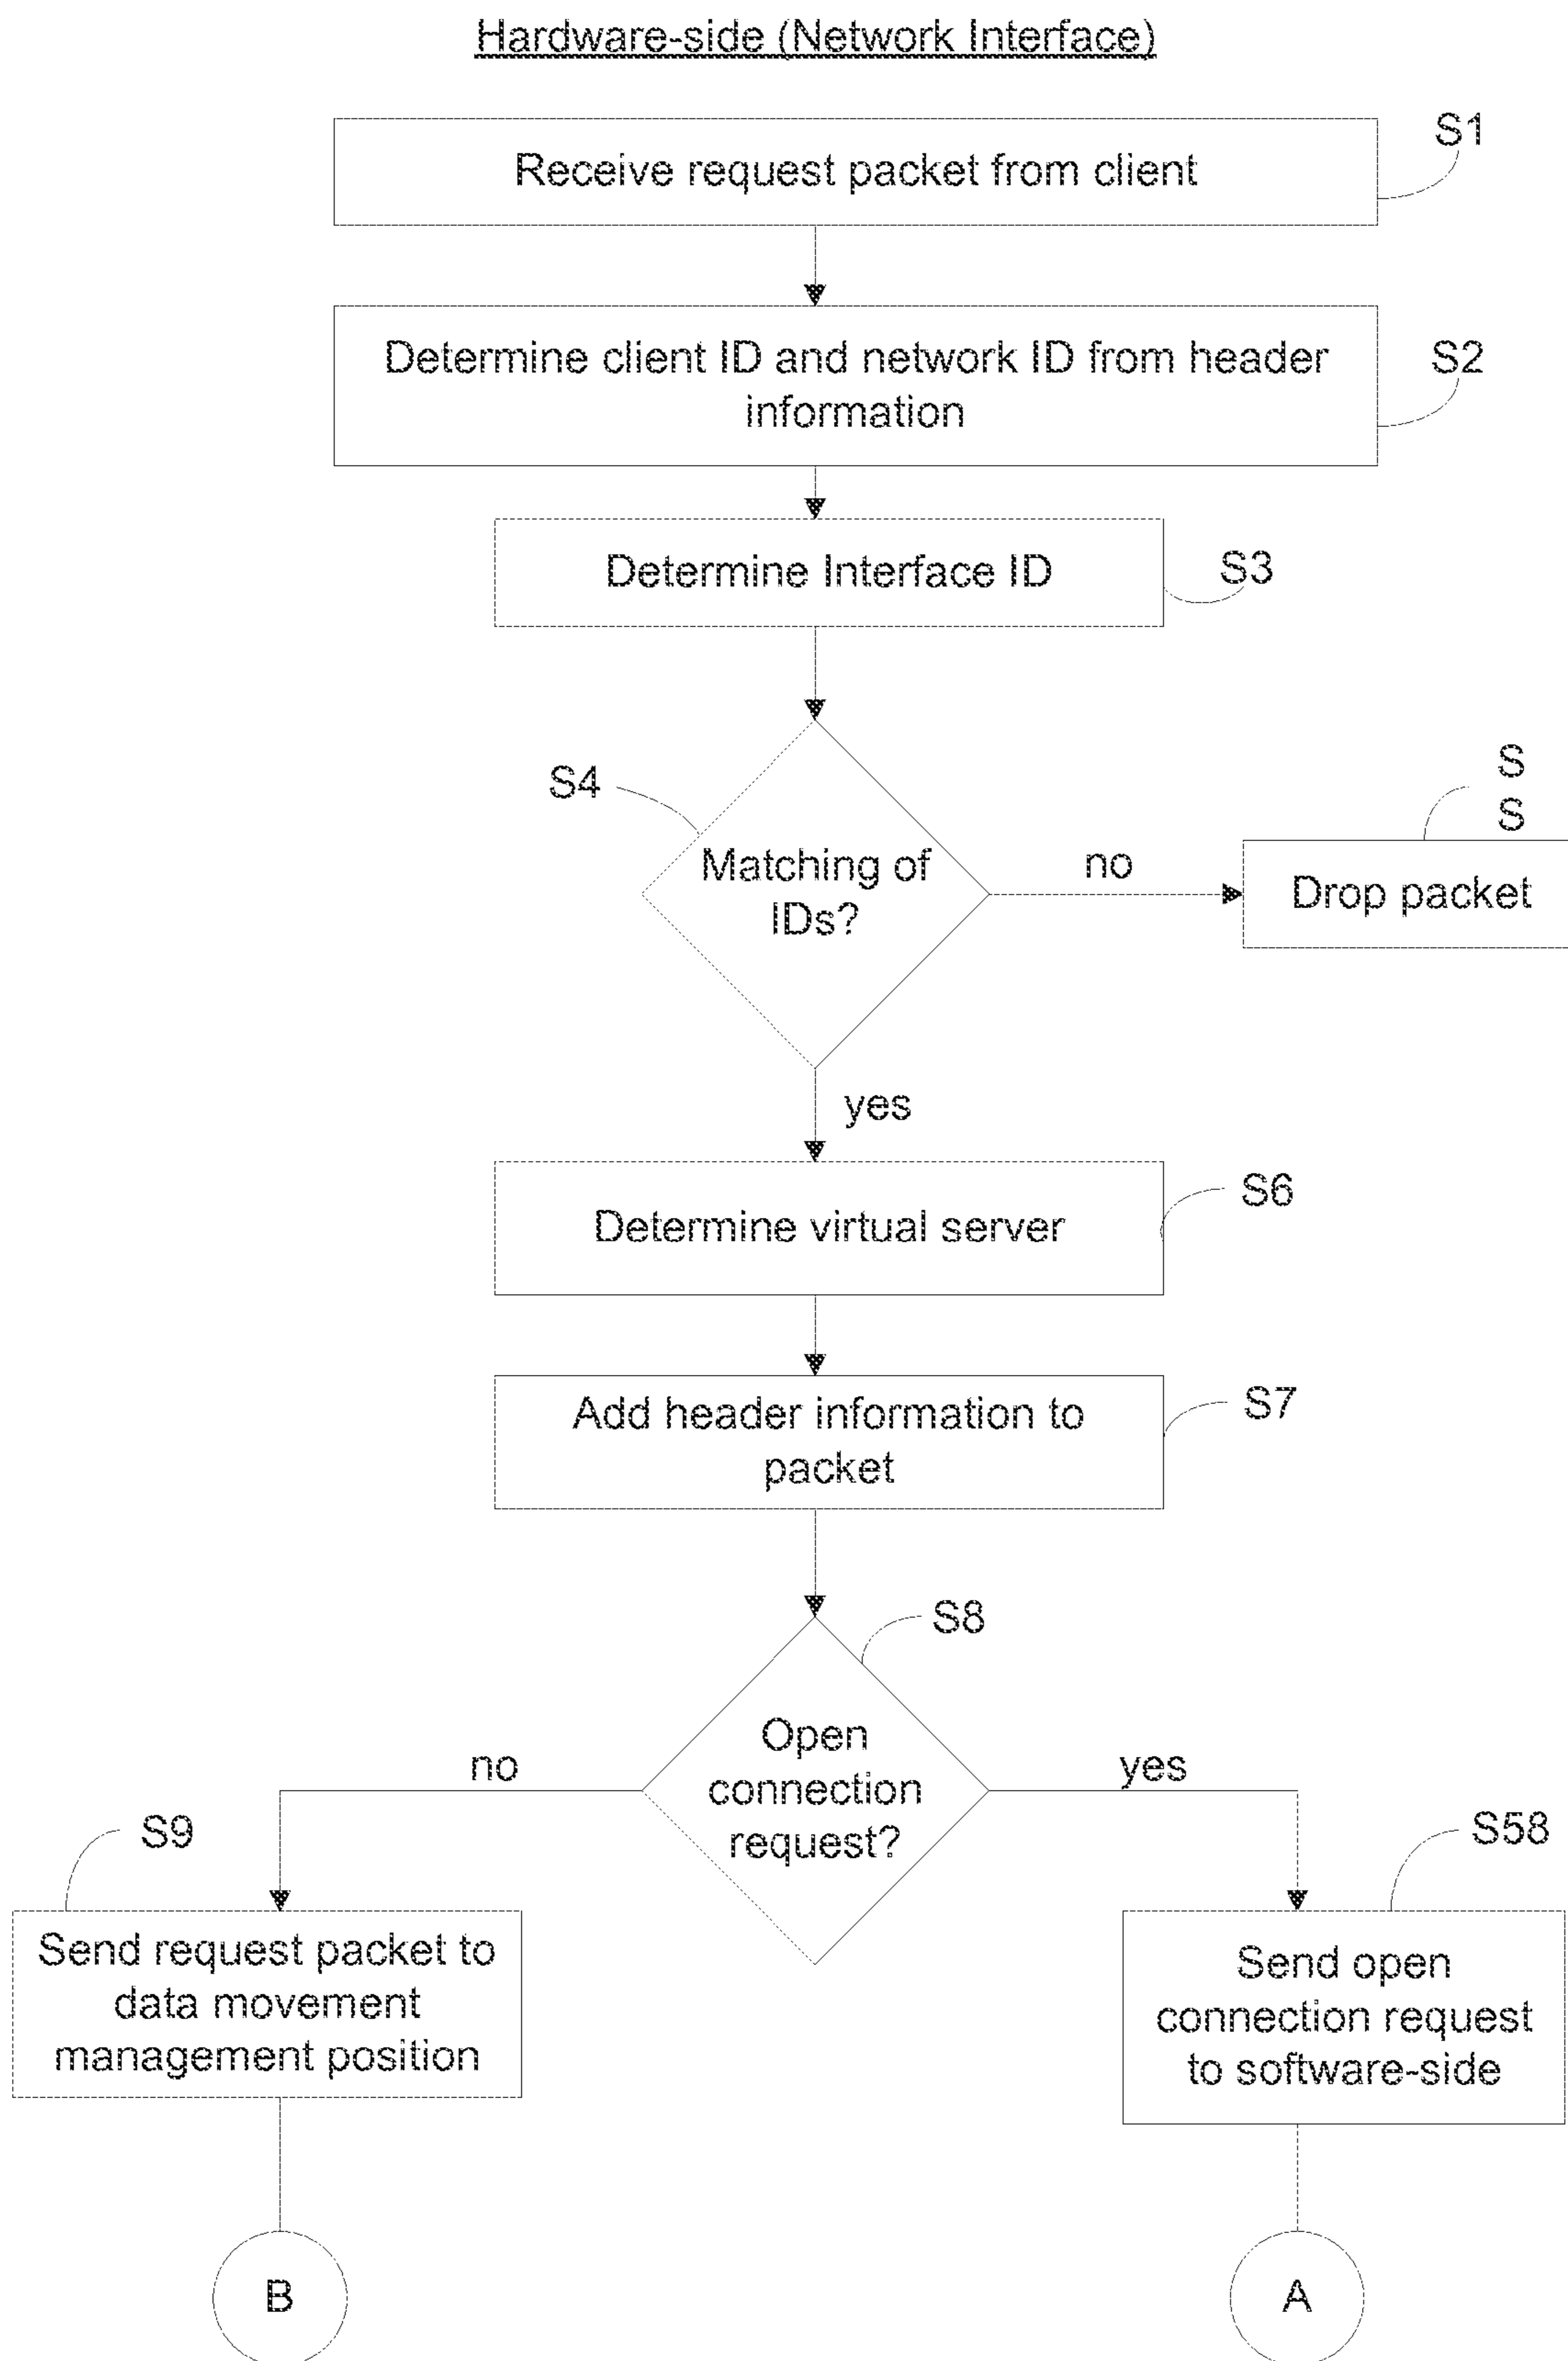 Hardware-side (Network Interface)
Receive request packet from client
S1
Determine client ID and network ID from header
information
S2
Determine Interface ID
S3
S4
Matching of
IDs?
no
S
S
Drop packet
yes
Determine virtual server
S6
Add header information to
packet
S7
S8
Open
connection
request?
no
yes
S9
Send request packet to
data movement
management position
S58
Send open
connection request
to software-side
B
A